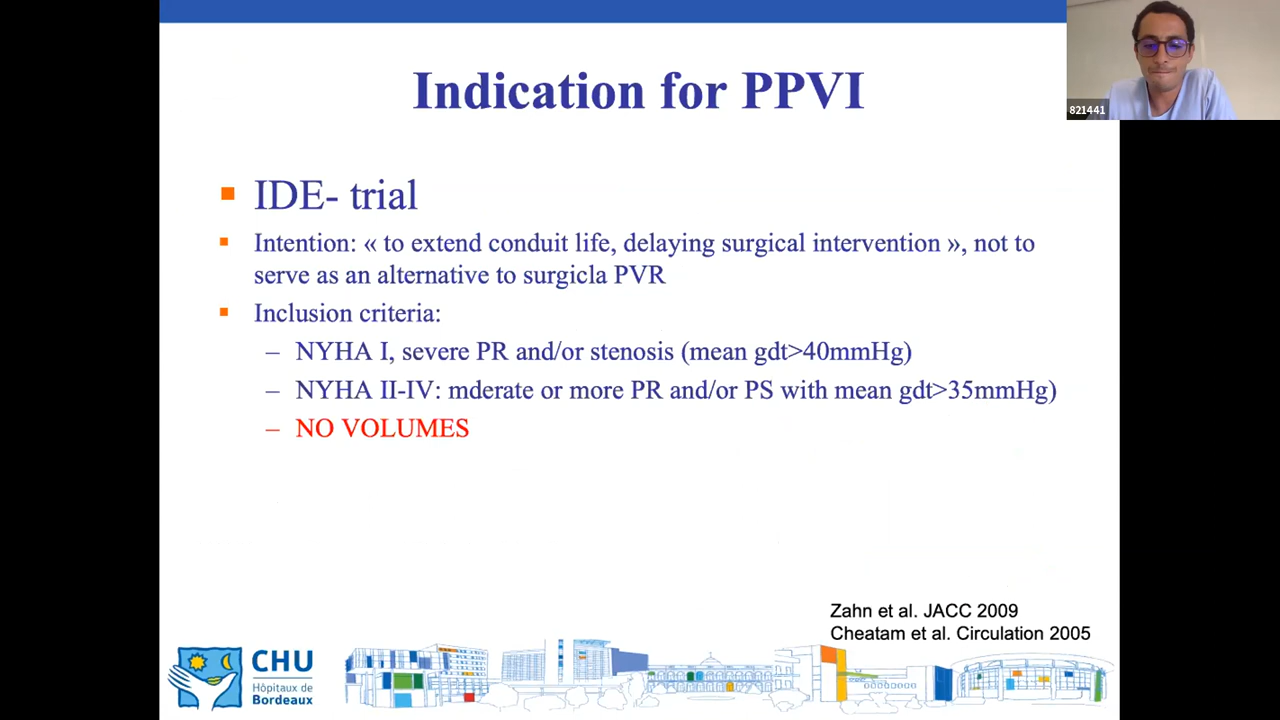 Indication for PPVI
821441
IDE- trial
Intention: « to extend conduit life, delaying surgical intervention », not to
serve as an alternative to surgicla PVR
Inclusion criteria:
– NYHA I, severe PR and/or stenosis (mean gdt>40mmHg)
– NYHA II-IV: mderate or more PR and/or PS with mean gdt>35mmHg)
– NO VOLUMES
Zahn et al. JACC 2009
Cheatam et al. Circulation 2005
CHU
Hôpitaux de
Bordeaux